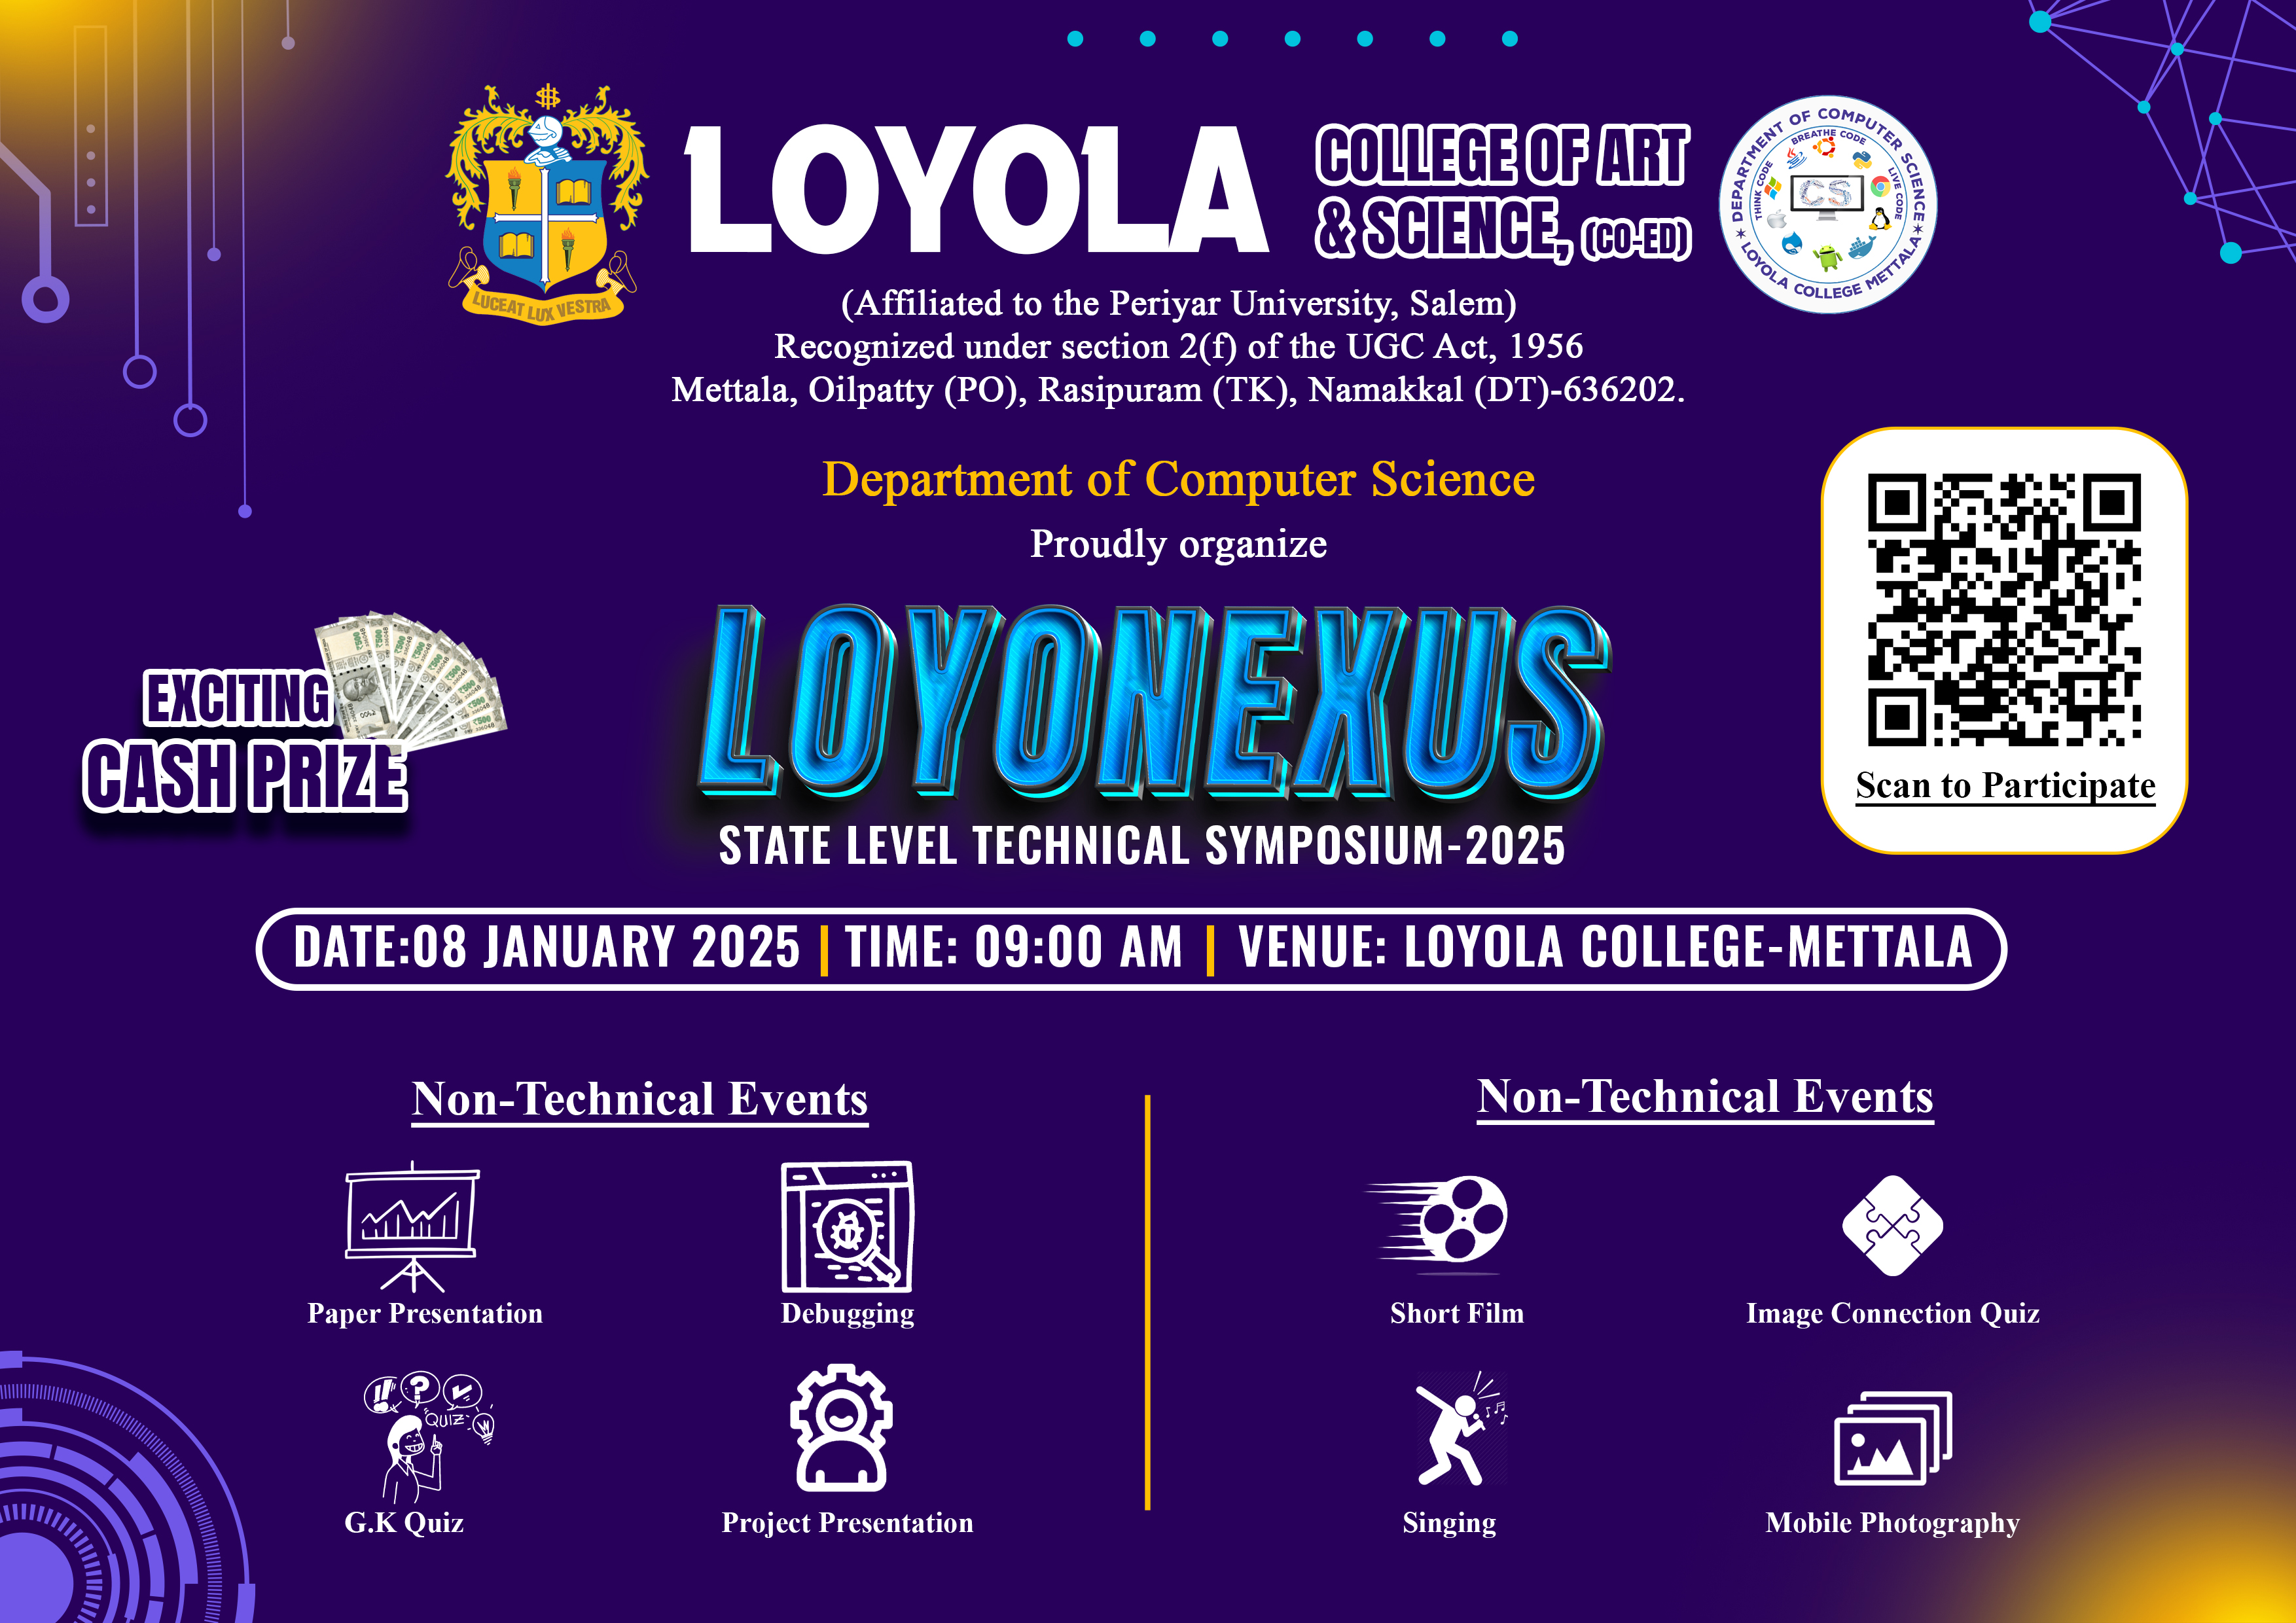 LOYOLA
COLLEGE OF ART
& SCIENCE, (CO-ED)
LUCEAT LUX VESTRA
DEPARTMENT OF COMPUTER SCIENCE
THINK CODE
BREATHE CODE
LIVE CODE
CS
LOYOLA COLLEGE METTALA
(Affiliated to the Periyar University, Salem)
Recognized under section 2(f) of the UGC Act, 1956
Mettala, Oilpatty (PO), Rasipuram (TK), Namakkal (DT)-636202.
Department of Computer Science
Proudly organize
EXCITING
CASH PRIZE
LOYONEXUS
STATE LEVEL TECHNICAL SYMPOSIUM-2025
Scan to Participate
DATE:08 JANUARY 2025 | TIME: 09:00 AM | VENUE: LOYOLA COLLEGE-METTALA
Non-Technical Events
Paper Presentation
Debugging
QUIZ
G.K Quiz
Project Presentation
Non-Technical Events
Short Film
Image Connection Quiz
Singing
Mobile Photography